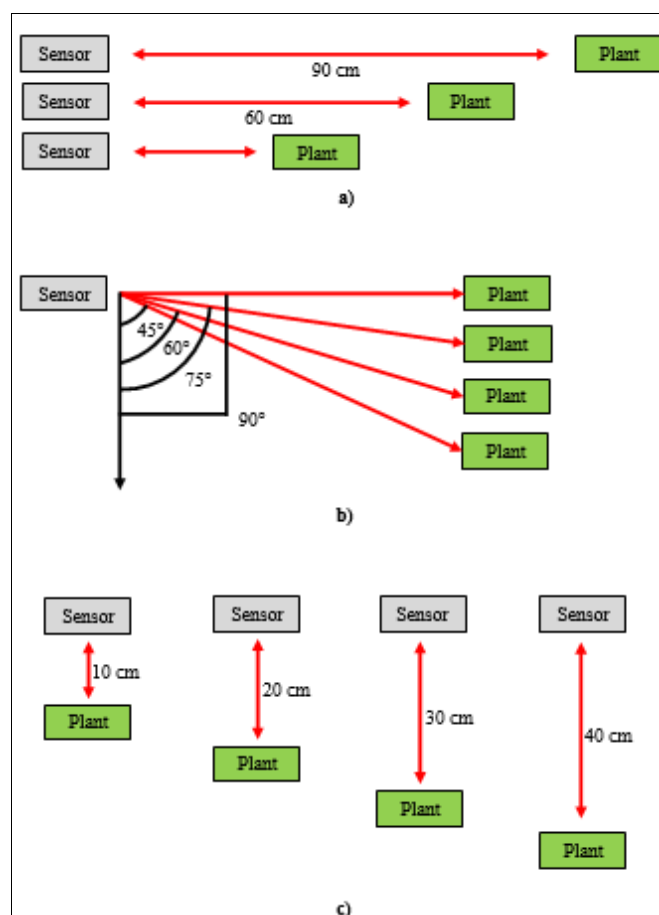 Sensor Plant
90 cm
Sensor Plant
60 cm
Sensor Plant
a)
Sensor Plant
45°
60° Plant
75°
Plant
90°
Plant
b)
Sensor Sensor Sensor Sensor
10 cm
20 cm
30 cm
40 cm
Plant
Plant
Plant
Plant
c)